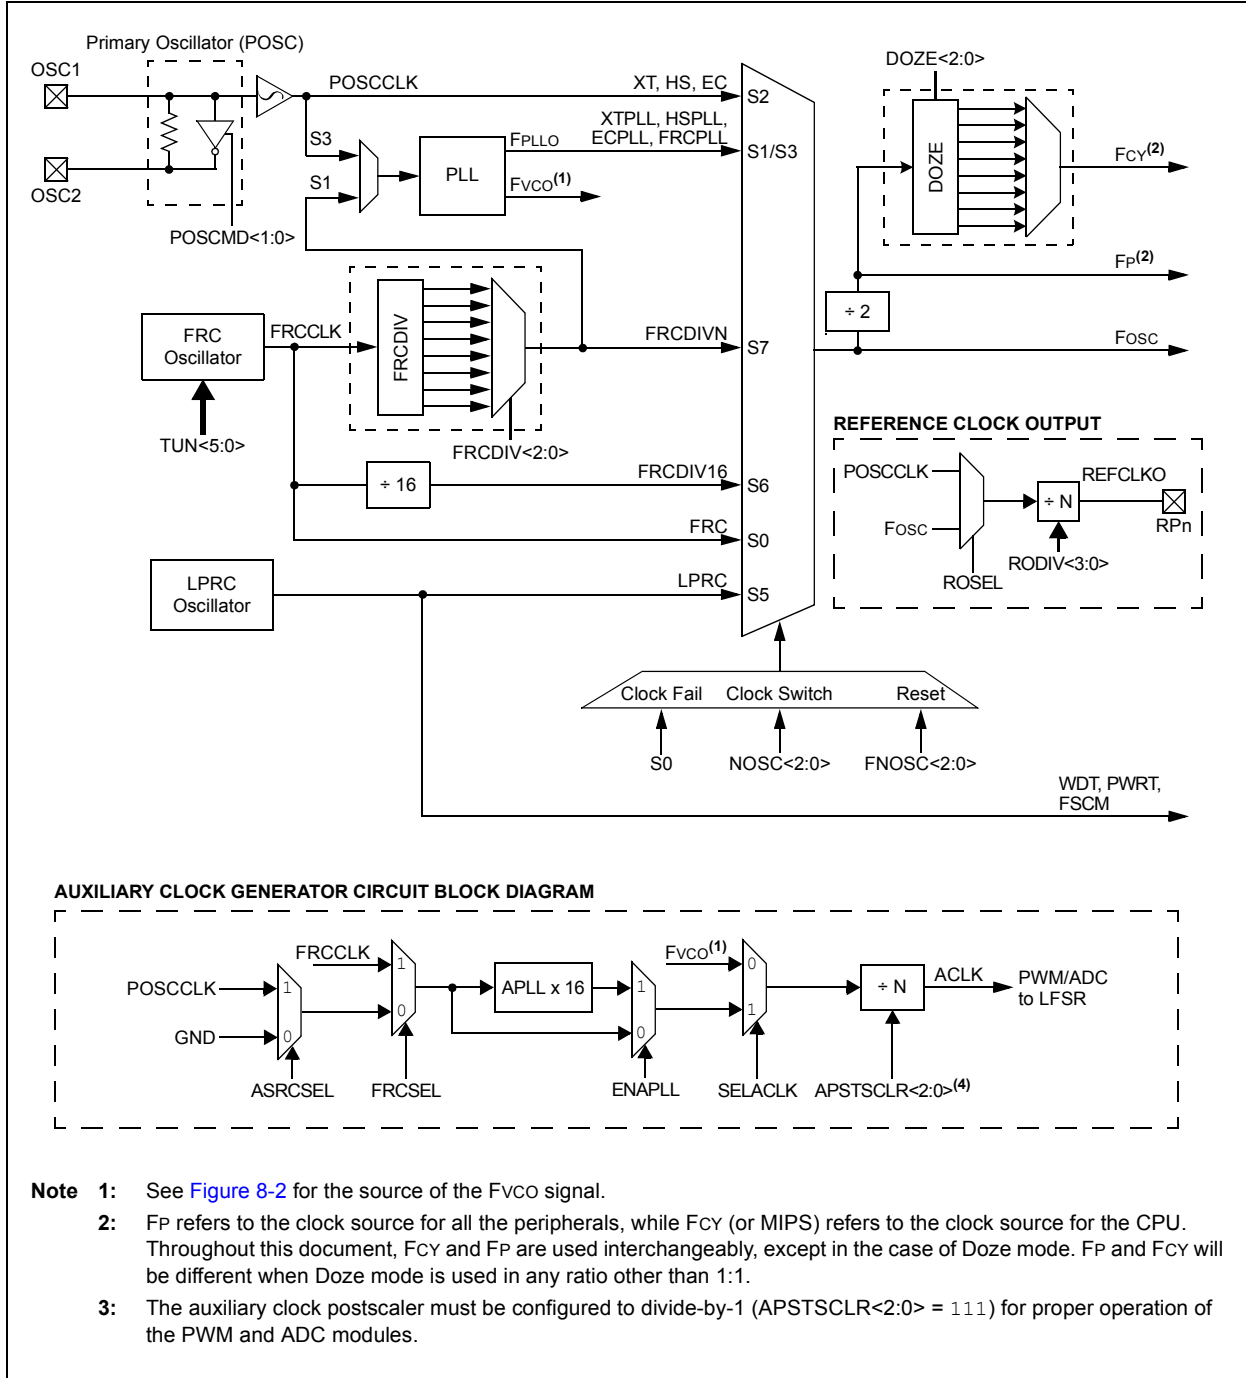 Primary Oscillator (POSC)
OSC1
OSC2
POSCMD<1:0>
POSCCLK
XT, HS, EC
S2
S3
S1
PLL
FPLLO
XTPLL, HSPLL,
ECPLL, FRCPLL
S1/S3
FVCO(1)
DOZE<2:0>
DOZE
FCY(2)
FP(2)
÷ 2
FOSC
FRC
Oscillator
TUN<5:0>
FRCCLK
FRCDIV
FRCDIV<2:0>
FRCDIVN
S7
÷ 16
FRCDIV16
S6
FRC
S0
LPRC
Oscillator
LPRC
S5
REFERENCE CLOCK OUTPUT
POSCCLK
FOSC
ROSEL
÷ N
RODIV<3:0>
REFCLKO
RPn
Clock Fail
Clock Switch
Reset
S0
NOSC<2:0>
FNOSC<2:0>
WDT, PWRT,
FSCM
AUXILIARY CLOCK GENERATOR CIRCUIT BLOCK DIAGRAM
POSCCLK
GND
1
0
ASRCSEL
FRCCLK
1
0
FRCSEL
APLL x 16
1
0
ENAPLL
FVCO(1)
0
1
SELACLK
÷ N
APSTSCLR<2:0>(4)
ACLK
PWM/ADC
to LFSR
Note 1: See Figure 8-2 for the source of the FVCO signal.
2: FP refers to the clock source for all the peripherals, while FCY (or MIPS) refers to the clock source for the CPU.
Throughout this document, FCY and FP are used interchangeably, except in the case of Doze mode. FP and FCY will
be different when Doze mode is used in any ratio other than 1:1.
3: The auxiliary clock postscaler must be configured to divide-by-1 (APSTSCLR<2:0> = 111) for proper operation of
the PWM and ADC modules.